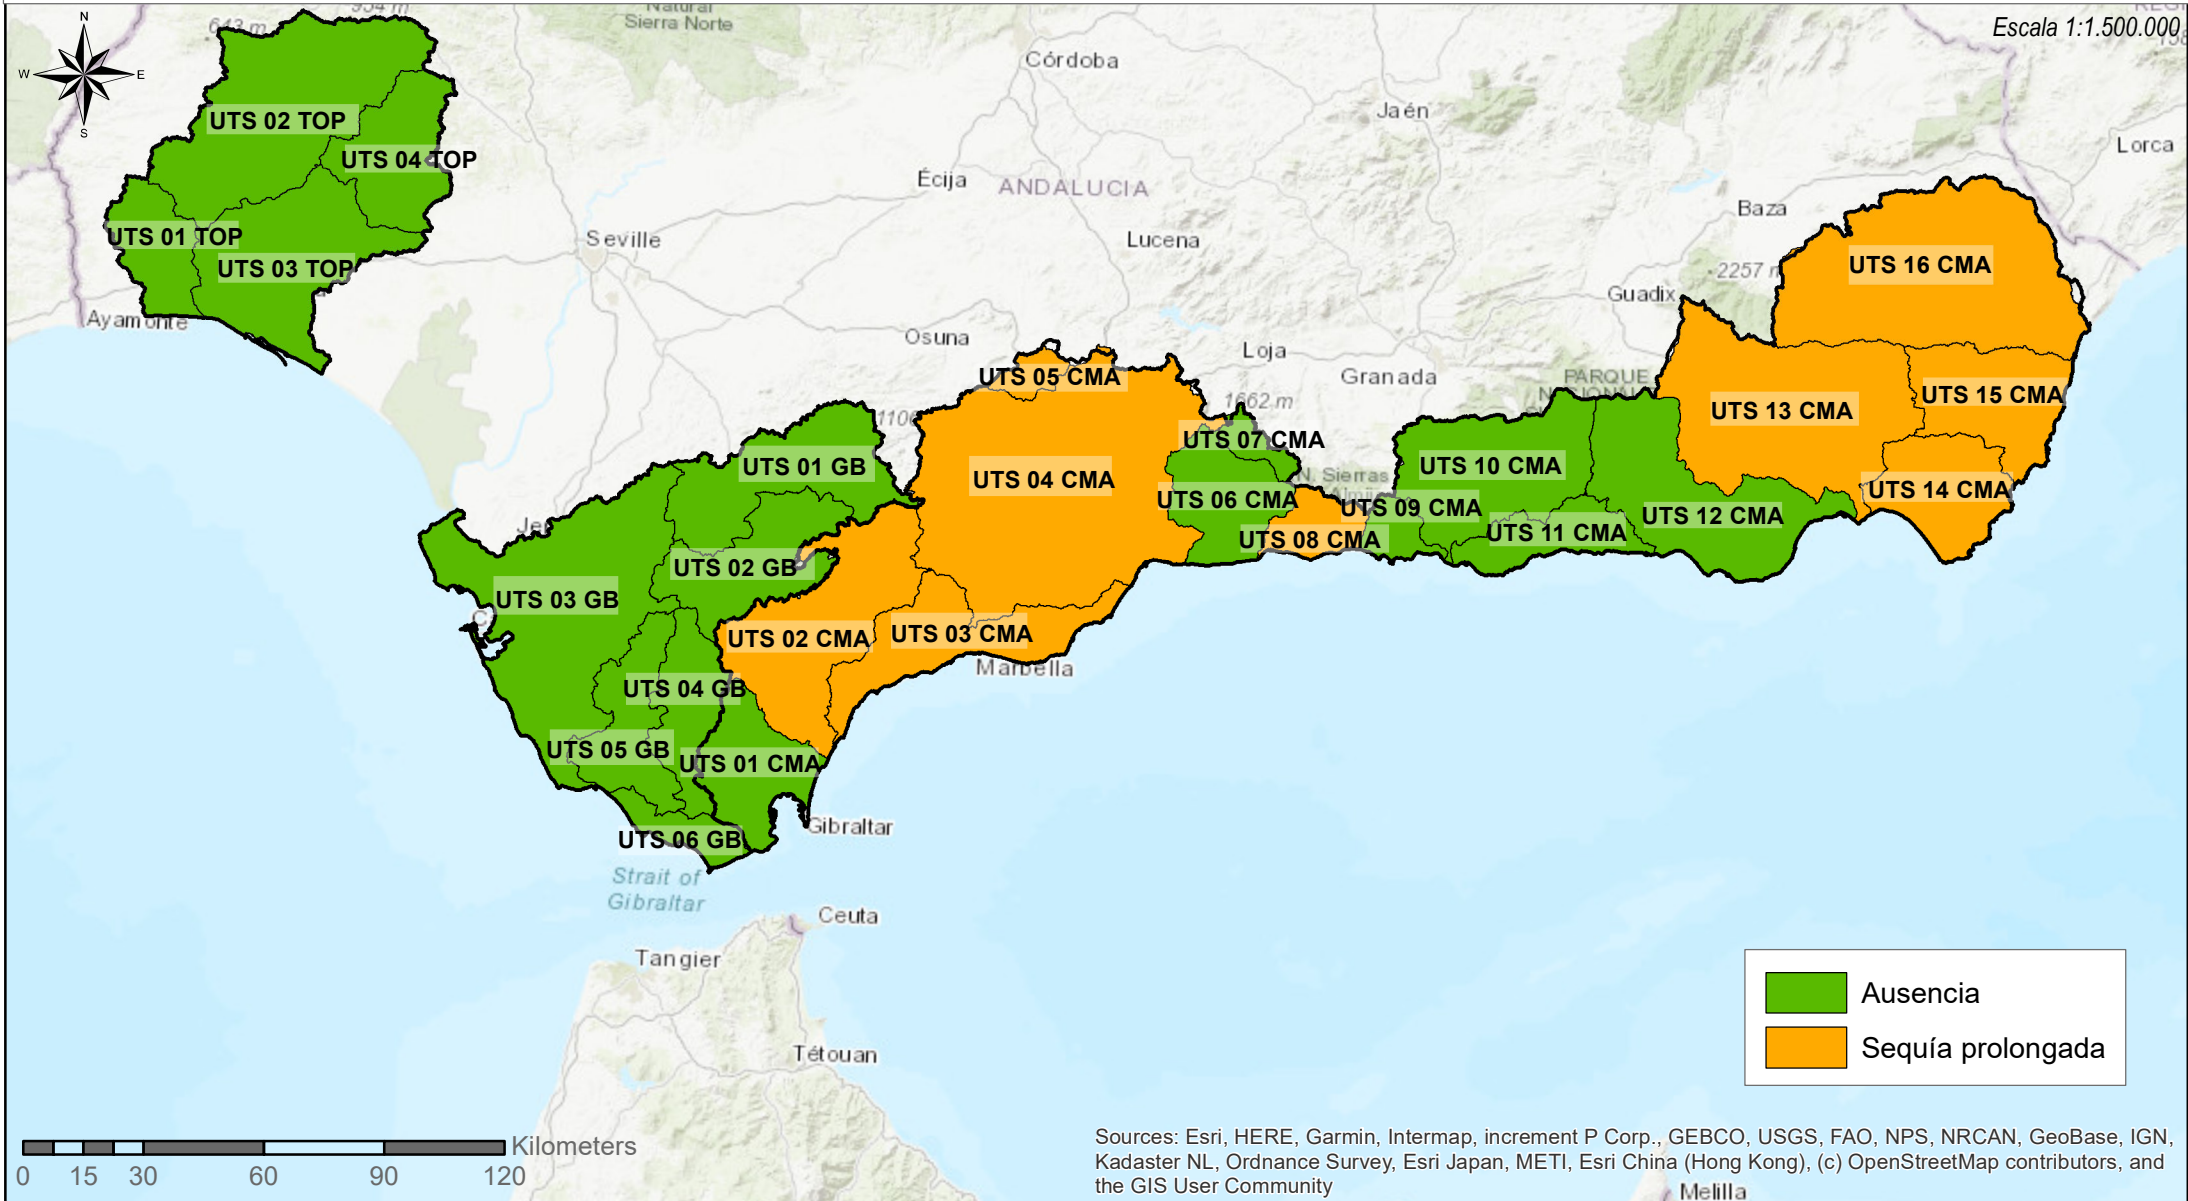 954 m
643 m
Natural
Sierra Norte
Escala 1:1.500.000
N
W
E
S
Córdoba
Jaén
Lorca
UTS 02 TOP
UTS 04 TOP
Écija
ANDALUCIA
Baza
UTS 01 TOP
UTS 03 TOP
Seville
Lucena
2257 m
UTS 16 CMA
Guadix
Ayamonte
Osuna
Loja
Granada
PARQUE
UTS 05 CMA
1662 m
UTS 13 CMA
UTS 15 CMA
UTS 07 CMA
UTS 01 GB
UTS 04 CMA
N. Sierras
UTS 10 CMA
UTS 14 CMA
UTS 06 CMA
UTS 09 CMA
UTS 12 CMA
UTS 08 CMA
UTS 11 CMA
UTS 02 GB
UTS 03 GB
UTS 02 CMA
UTS 03 CMA
Marbella
UTS 04 GB
UTS 05 GB
UTS 01 CMA
UTS 06 GB
Gibraltar
Strait of
Gibraltar
Ceuta
Tangier
Tétouan
Melilla
Ausencia
Sequía prolongada
Kilometers
0 15 30 60 90 120
Sources: Esri, HERE, Garmin, Intermap, increment P Corp., GEBCO, USGS, FAO, NPS, NRCAN, GeoBase, IGN,
Kadaster NL, Ordnance Survey, Esri Japan, METI, Esri China (Hong Kong), (c) OpenStreetMap contributors, and
the GIS User Community